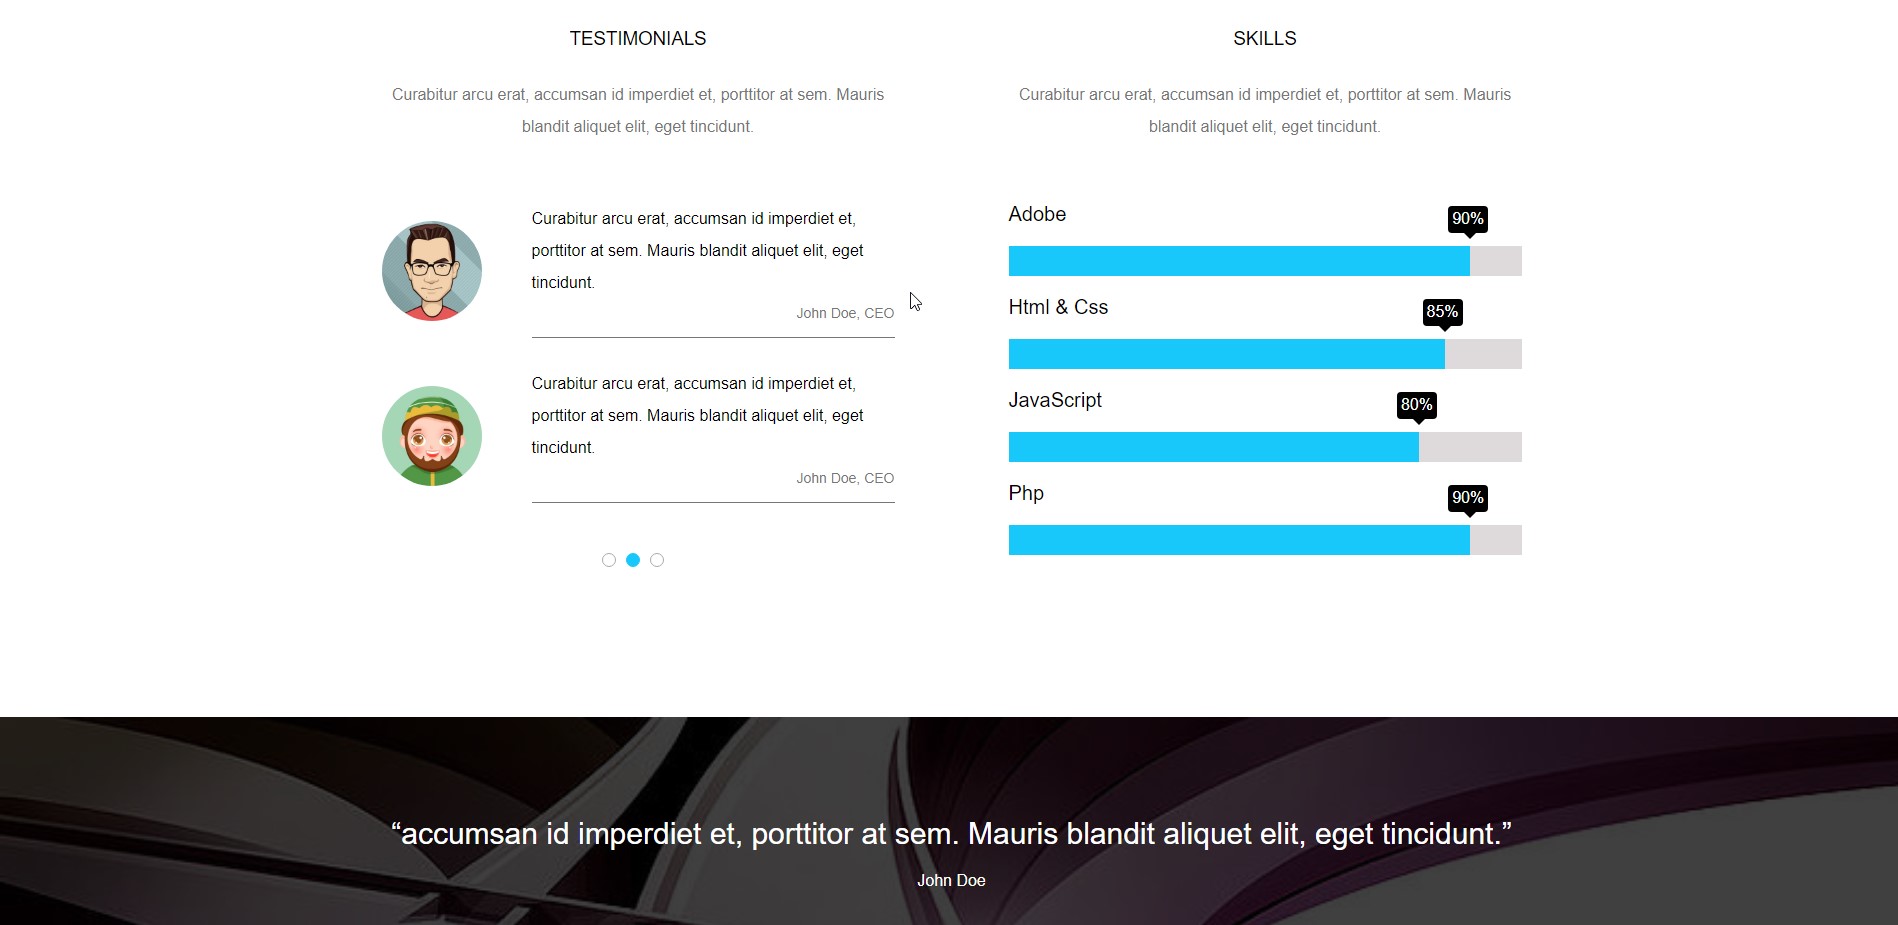 TESTIMONIALS
Curabitur arcu erat, accumsan id imperdiet et, porttitor at sem. Mauris
blandit aliquet elit, eget tincidunt.
Curabitur arcu erat, accumsan id imperdiet et,
porttitor at sem. Mauris blandit aliquet elit, eget
tincidunt.
John Doe, CEO
Curabitur arcu erat, accumsan id imperdiet et,
porttitor at sem. Mauris blandit aliquet elit, eget
tincidunt.
John Doe, CEO
SKILLS
Curabitur arcu erat, accumsan id imperdiet et, porttitor at sem. Mauris
blandit aliquet elit, eget tincidunt.
Adobe
90%
Html & Css
85%
JavaScript
80%
Php
90%
“accumsan id imperdiet et, porttitor at sem. Mauris blandit aliquet elit, eget tincidunt.”
John Doe